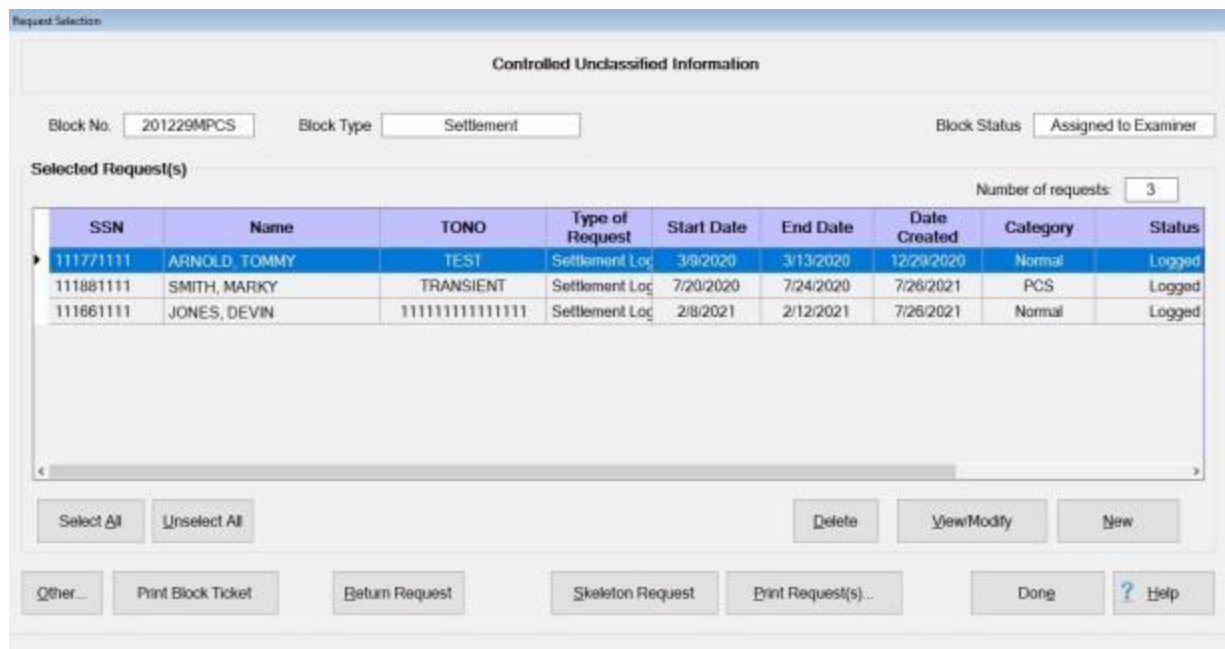 Request Selection
Controlled Unclassified Information
Block No. 201229MPCS Block Type Settlement Block Status Assigned to Examiner
Selected Request(s)
Number of requests: 3
SSN Name TONO Type of Request Start Date End Date Date Created Category Status
111771111 ARNOLD, TOMMY TEST Settlement Log 3/9/2020 3/13/2020 12/29/2020 Normal Logged
111881111 SMITH, MARKY TRANSIENT Settlement Log 7/20/2020 7/24/2020 7/26/2021 PCS Logged
111661111 JONES, DEVIN 111111111111111 Settlement Log 2/8/2021 2/12/2021 7/26/2021 Normal Logged
Select All Unselect All Delete View/Modify New
Other... Print Block Ticket Return Request Skeleton Request Print Request(s)... Done ? Help